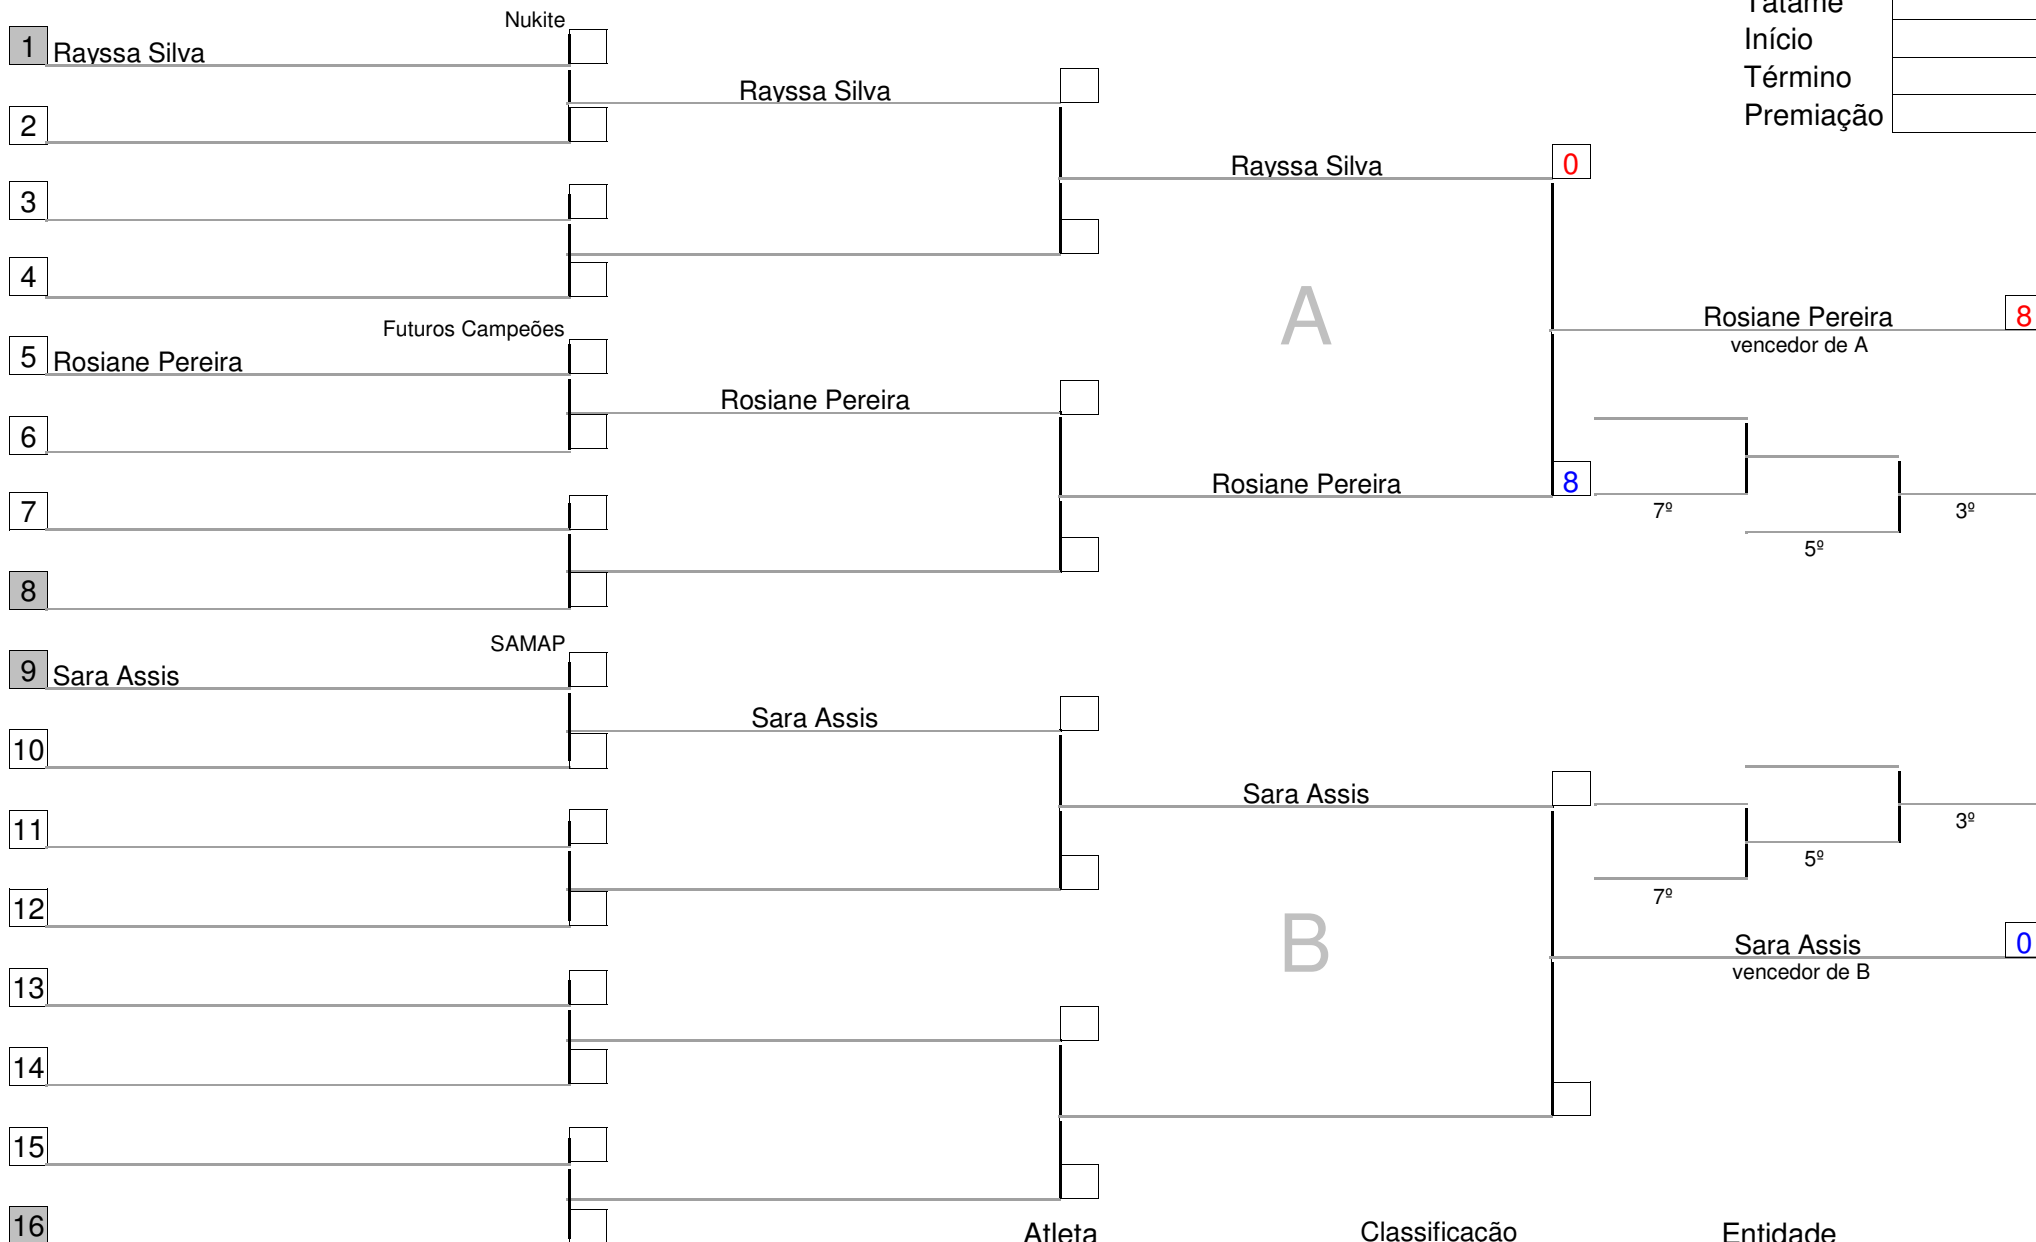 Tatame
Nukite
1 Rayssa Silva
Início
Rayssa Silva
Término
2
Premiação
Rayssa Silva 0
3
4
Futuros Campeões
Rosiane Pereira 8
vencedor de A
A
5 Rosiane Pereira
Rosiane Pereira
6
Rosiane Pereira 8
7
7º 3º
5º
8
SAMAP
9 Sara Assis
Sara Assis
10
Sara Assis
11
3º
5º
7º
12
B
Sara Assis 0
vencedor de B
13
14
15
16
Atleta Classificação Entidade